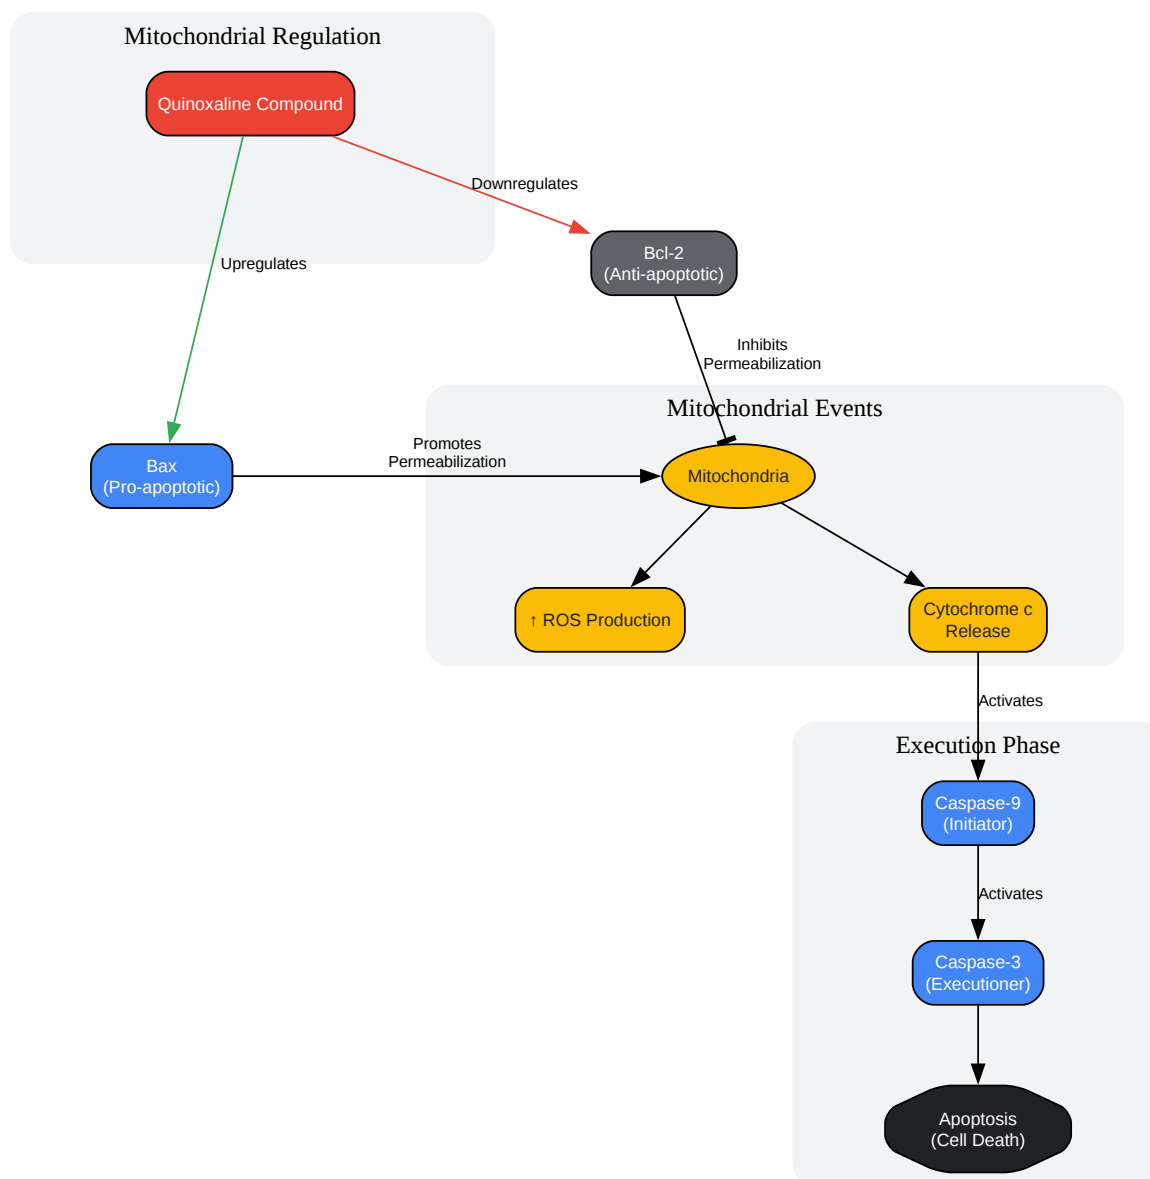 Mitochondrial Regulation
Quinoxaline Compound
Downregulates
Upregulates
Bcl-2
(Anti-apoptotic)
Inhibits
Permeabilization
Mitochondrial Events
Promotes
Permeabilization
Bax
(Pro-apoptotic)
Mitochondria
↑ ROS Production
Cytochrome c
Release
Activates
Execution Phase
Caspase-9
(Initiator)
Activates
Caspase-3
(Executioner)
Apoptosis
(Cell Death)